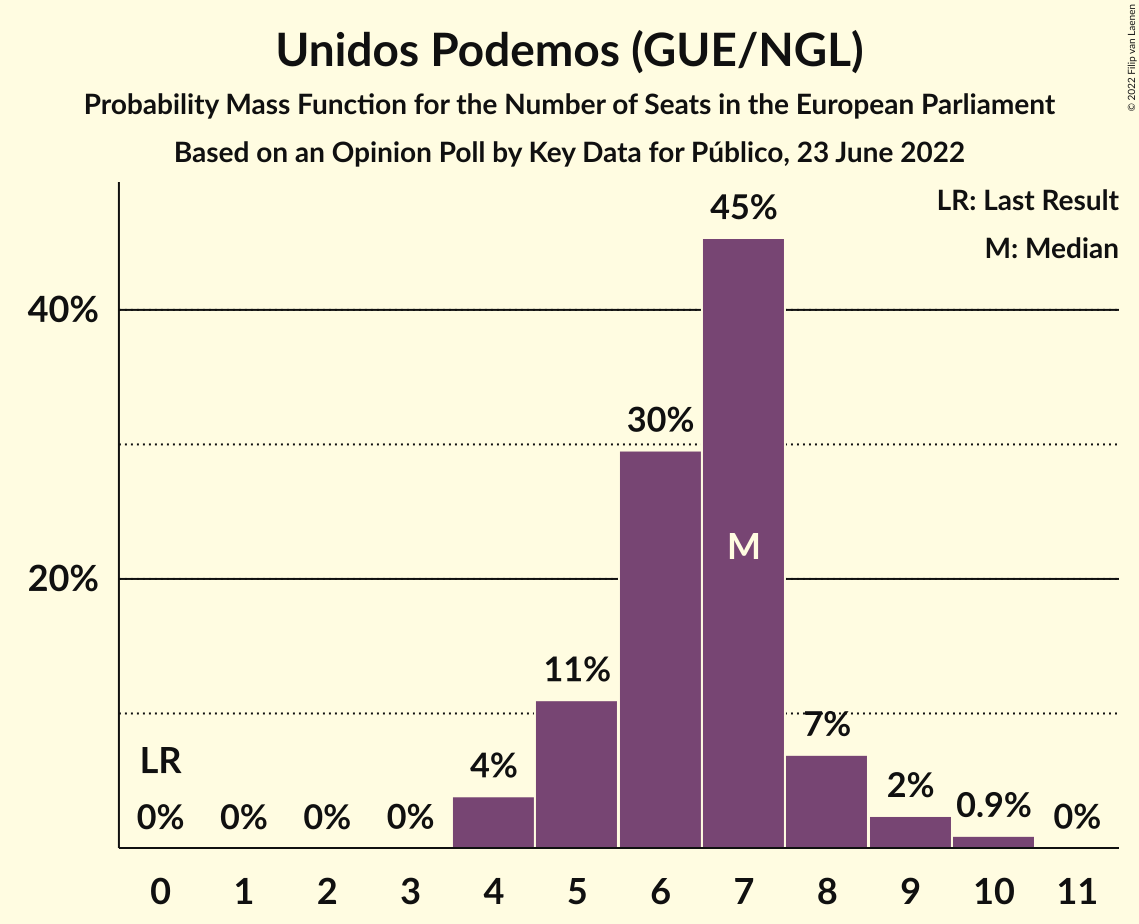 Unidos Podemos (GUE/NGL)
Probability Mass Function for the Number of Seats in the European Parliament
Based on an Opinion Poll by Key Data for Público, 23 June 2022
© 2022 Filip van Laenen
LR: Last Result
M: Median
45%
40%
30%
M
20%
11%
7%
LR
4%
2%
0.9%
0% 0% 0% 0% 0%
0 1 2 3 4 5 6 7 8 9 10 11